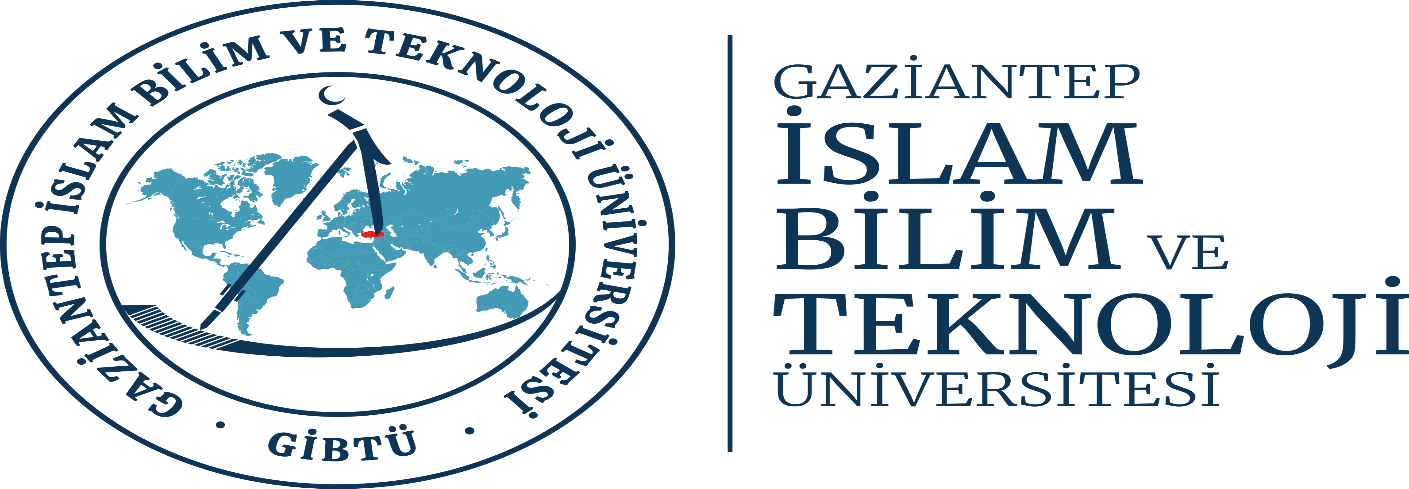 GAZİANTEP İSLAM BİLİM VE TEKNOLOJİ ÜNİVERSİTESİ
· GİBTÜ ·
GAZİANTEP
İSLAM
BİLİM VE
TEKNOLOJİ
ÜNİVERSİTESİ